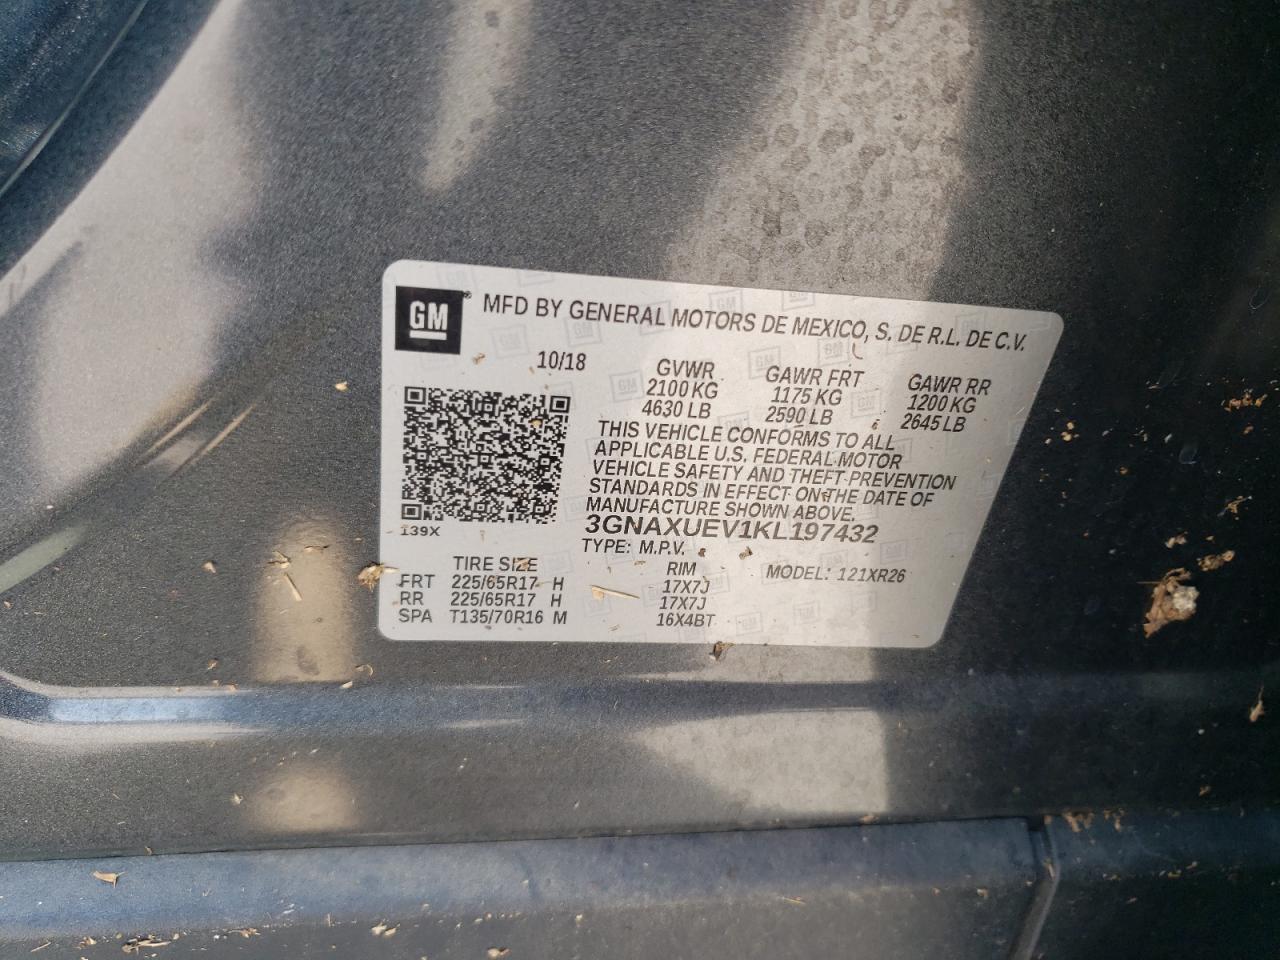 GM® MFD BY GENERAL MOTORS DE MEXICO, S. DE R.L. DE C.V.
10/18 GVWR GAWR FRT GAWR RR
2100 KG 1175 KG 1200 KG
4630 LB 2590 LB 2645 LB
THIS VEHICLE CONFORMS TO ALL
APPLICABLE U.S. FEDERAL MOTOR
VEHICLE SAFETY AND THEFT PREVENTION
STANDARDS IN EFFECT ON THE DATE OF
MANUFACTURE SHOWN ABOVE.
139X 3GNAXUEV1KL197432
TYPE: M.P.V.
TIRE SIZE RIM MODEL: 121XR26
FRT 225/65R17 H 17X7J
RR 225/65R17 H 17X7J
SPA T135/70R16 M 16X4BT